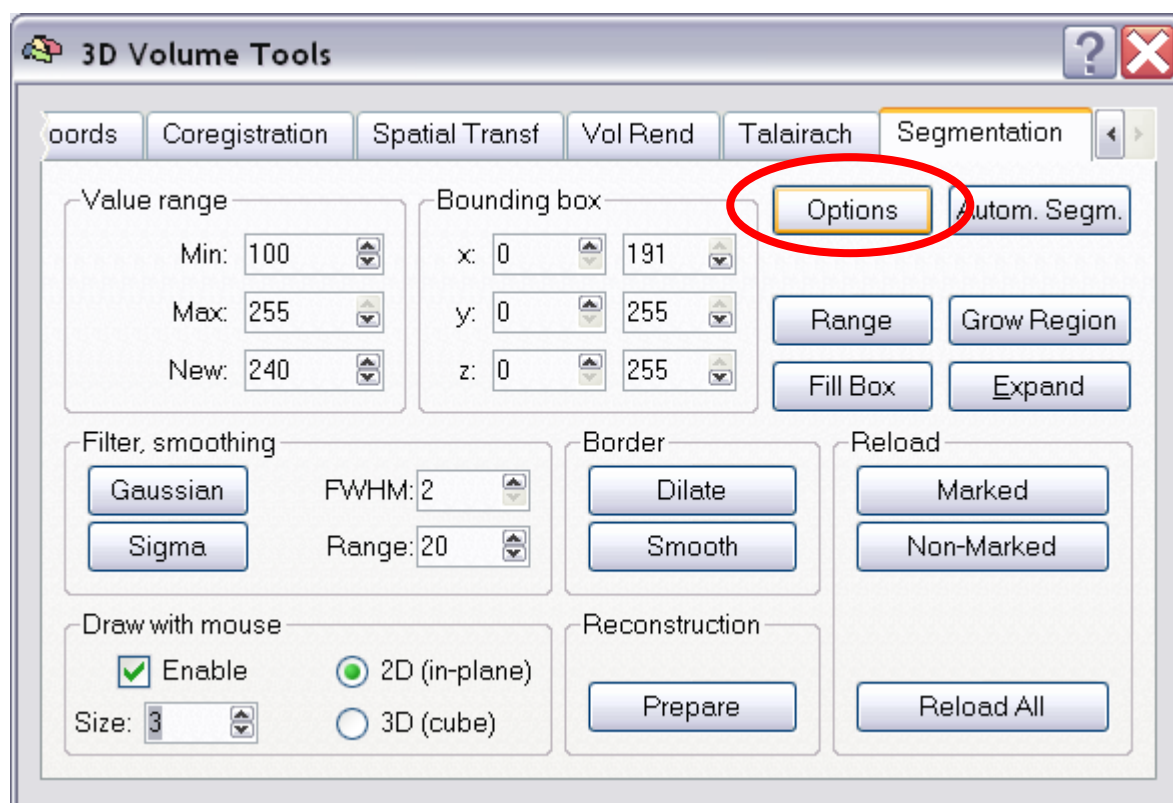 3D Volume Tools
oords Coregistration Spatial Transf Vol Rend Talairach Segmentation
Value range Bounding box Options Autom. Segm.
Min: 100 x: 0 191
Max: 255 y: 0 255 Range Grow Region
New: 240 z: 0 255 Fill Box Expand
Filter, smoothing Border Reload
Gaussian FWHM: 2 Dilate Marked
Sigma Range: 20 Smooth Non-Marked
Draw with mouse Reconstruction
Enable 2D (in-plane)
Size: 3 3D (cube) Prepare Reload All